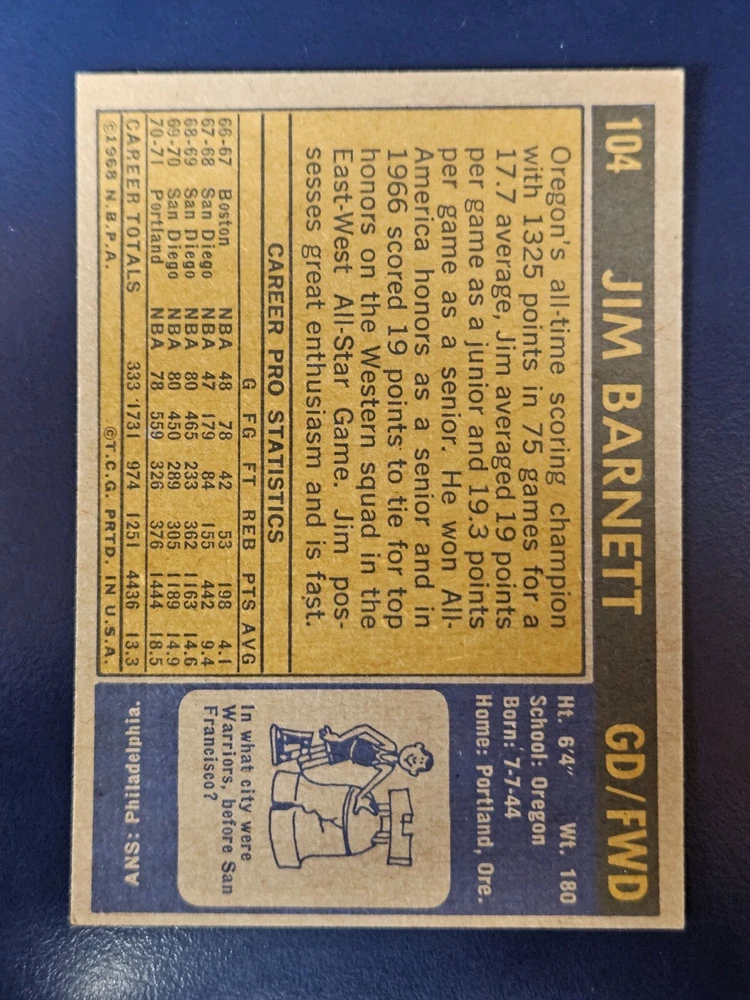 104 JIM BARNETT GD/FWD
Oregon's all-time scoring champion
with 1325 points in 75 games for a
17.7 average, Jim averaged 19 points
per game as a junior and 19.3 points
per game as a senior. He won All-
America honors as a senior and in
1966 scored 19 points to tie for top
honors on the Western squad in the
East-West All-Star Game. Jim pos-
sesses great enthusiasm and is fast.
CAREER PRO STATISTICS
G FG FT REB PTS AVG
66-67 Boston NBA 48 78 42 53 198 4.1
67-68 San Diego NBA 47 179 84 155 442 9.4
68-69 San Diego NBA 80 465 233 362 1163 14.6
69-70 San Diego NBA 80 450 289 305 1189 14.9
70-71 Portland NBA 78 559 326 376 1444 18.5
CAREER TOTALS 333 1731 974 1251 4436 13.3
©1968 N.B.P.A. ©T.C.G. PRTD. IN U.S.A.
Ht. 6'4" Wt. 180
School: Oregon
Born: 7-7-44
Home: Portland, Ore.
In what city were
Warriors, before San
Francisco?
ANS: Philadelphia.